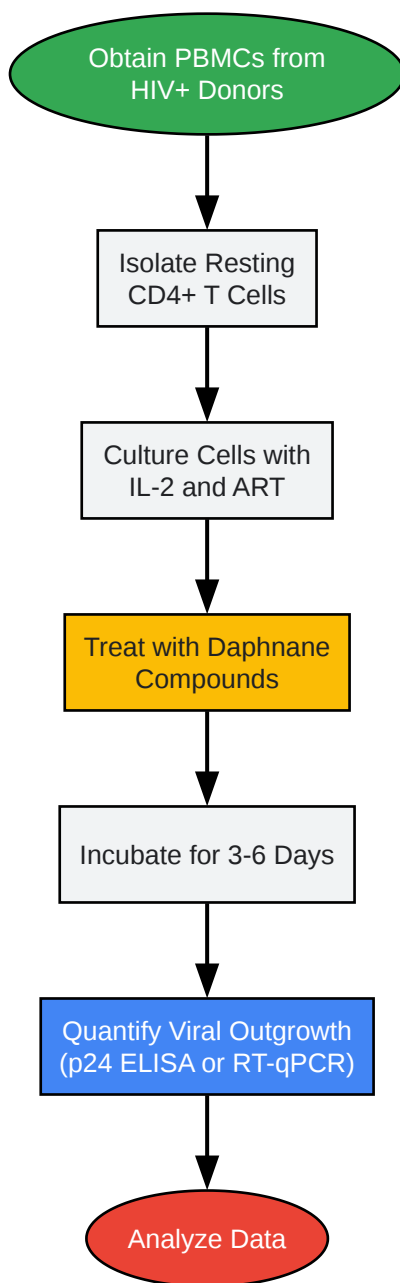 Obtain PBMCs from
HIV+ Donors
Isolate Resting
CD4+ T Cells
Culture Cells with
IL-2 and ART
Treat with Daphnane
Compounds
Incubate for 3-6 Days
Quantify Viral Outgrowth
(p24 ELISA or RT-qPCR)
Analyze Data